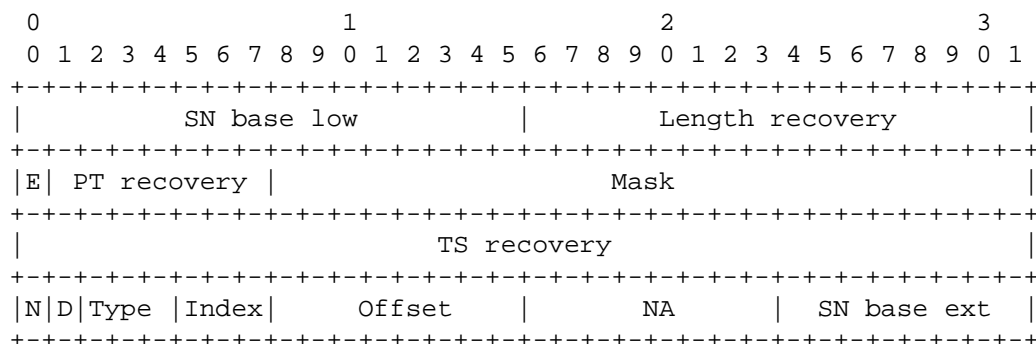 0                   1                   2                   3
 0 1 2 3 4 5 6 7 8 9 0 1 2 3 4 5 6 7 8 9 0 1 2 3 4 5 6 7 8 9 0 1
+-+-+-+-+-+-+-+-+-+-+-+-+-+-+-+-+-+-+-+-+-+-+-+-+-+-+-+-+-+-+-+-+
|          SN base low          |        Length recovery        |
+-+-+-+-+-+-+-+-+-+-+-+-+-+-+-+-+-+-+-+-+-+-+-+-+-+-+-+-+-+-+-+-+
|E| PT recovery |                     Mask                      |
+-+-+-+-+-+-+-+-+-+-+-+-+-+-+-+-+-+-+-+-+-+-+-+-+-+-+-+-+-+-+-+-+
|                          TS recovery                          |
+-+-+-+-+-+-+-+-+-+-+-+-+-+-+-+-+-+-+-+-+-+-+-+-+-+-+-+-+-+-+-+-+
|N|D|Type |Index|     Offset    |       NA      |  SN base ext  |
+-+-+-+-+-+-+-+-+-+-+-+-+-+-+-+-+-+-+-+-+-+-+-+-+-+-+-+-+-+-+-+-+